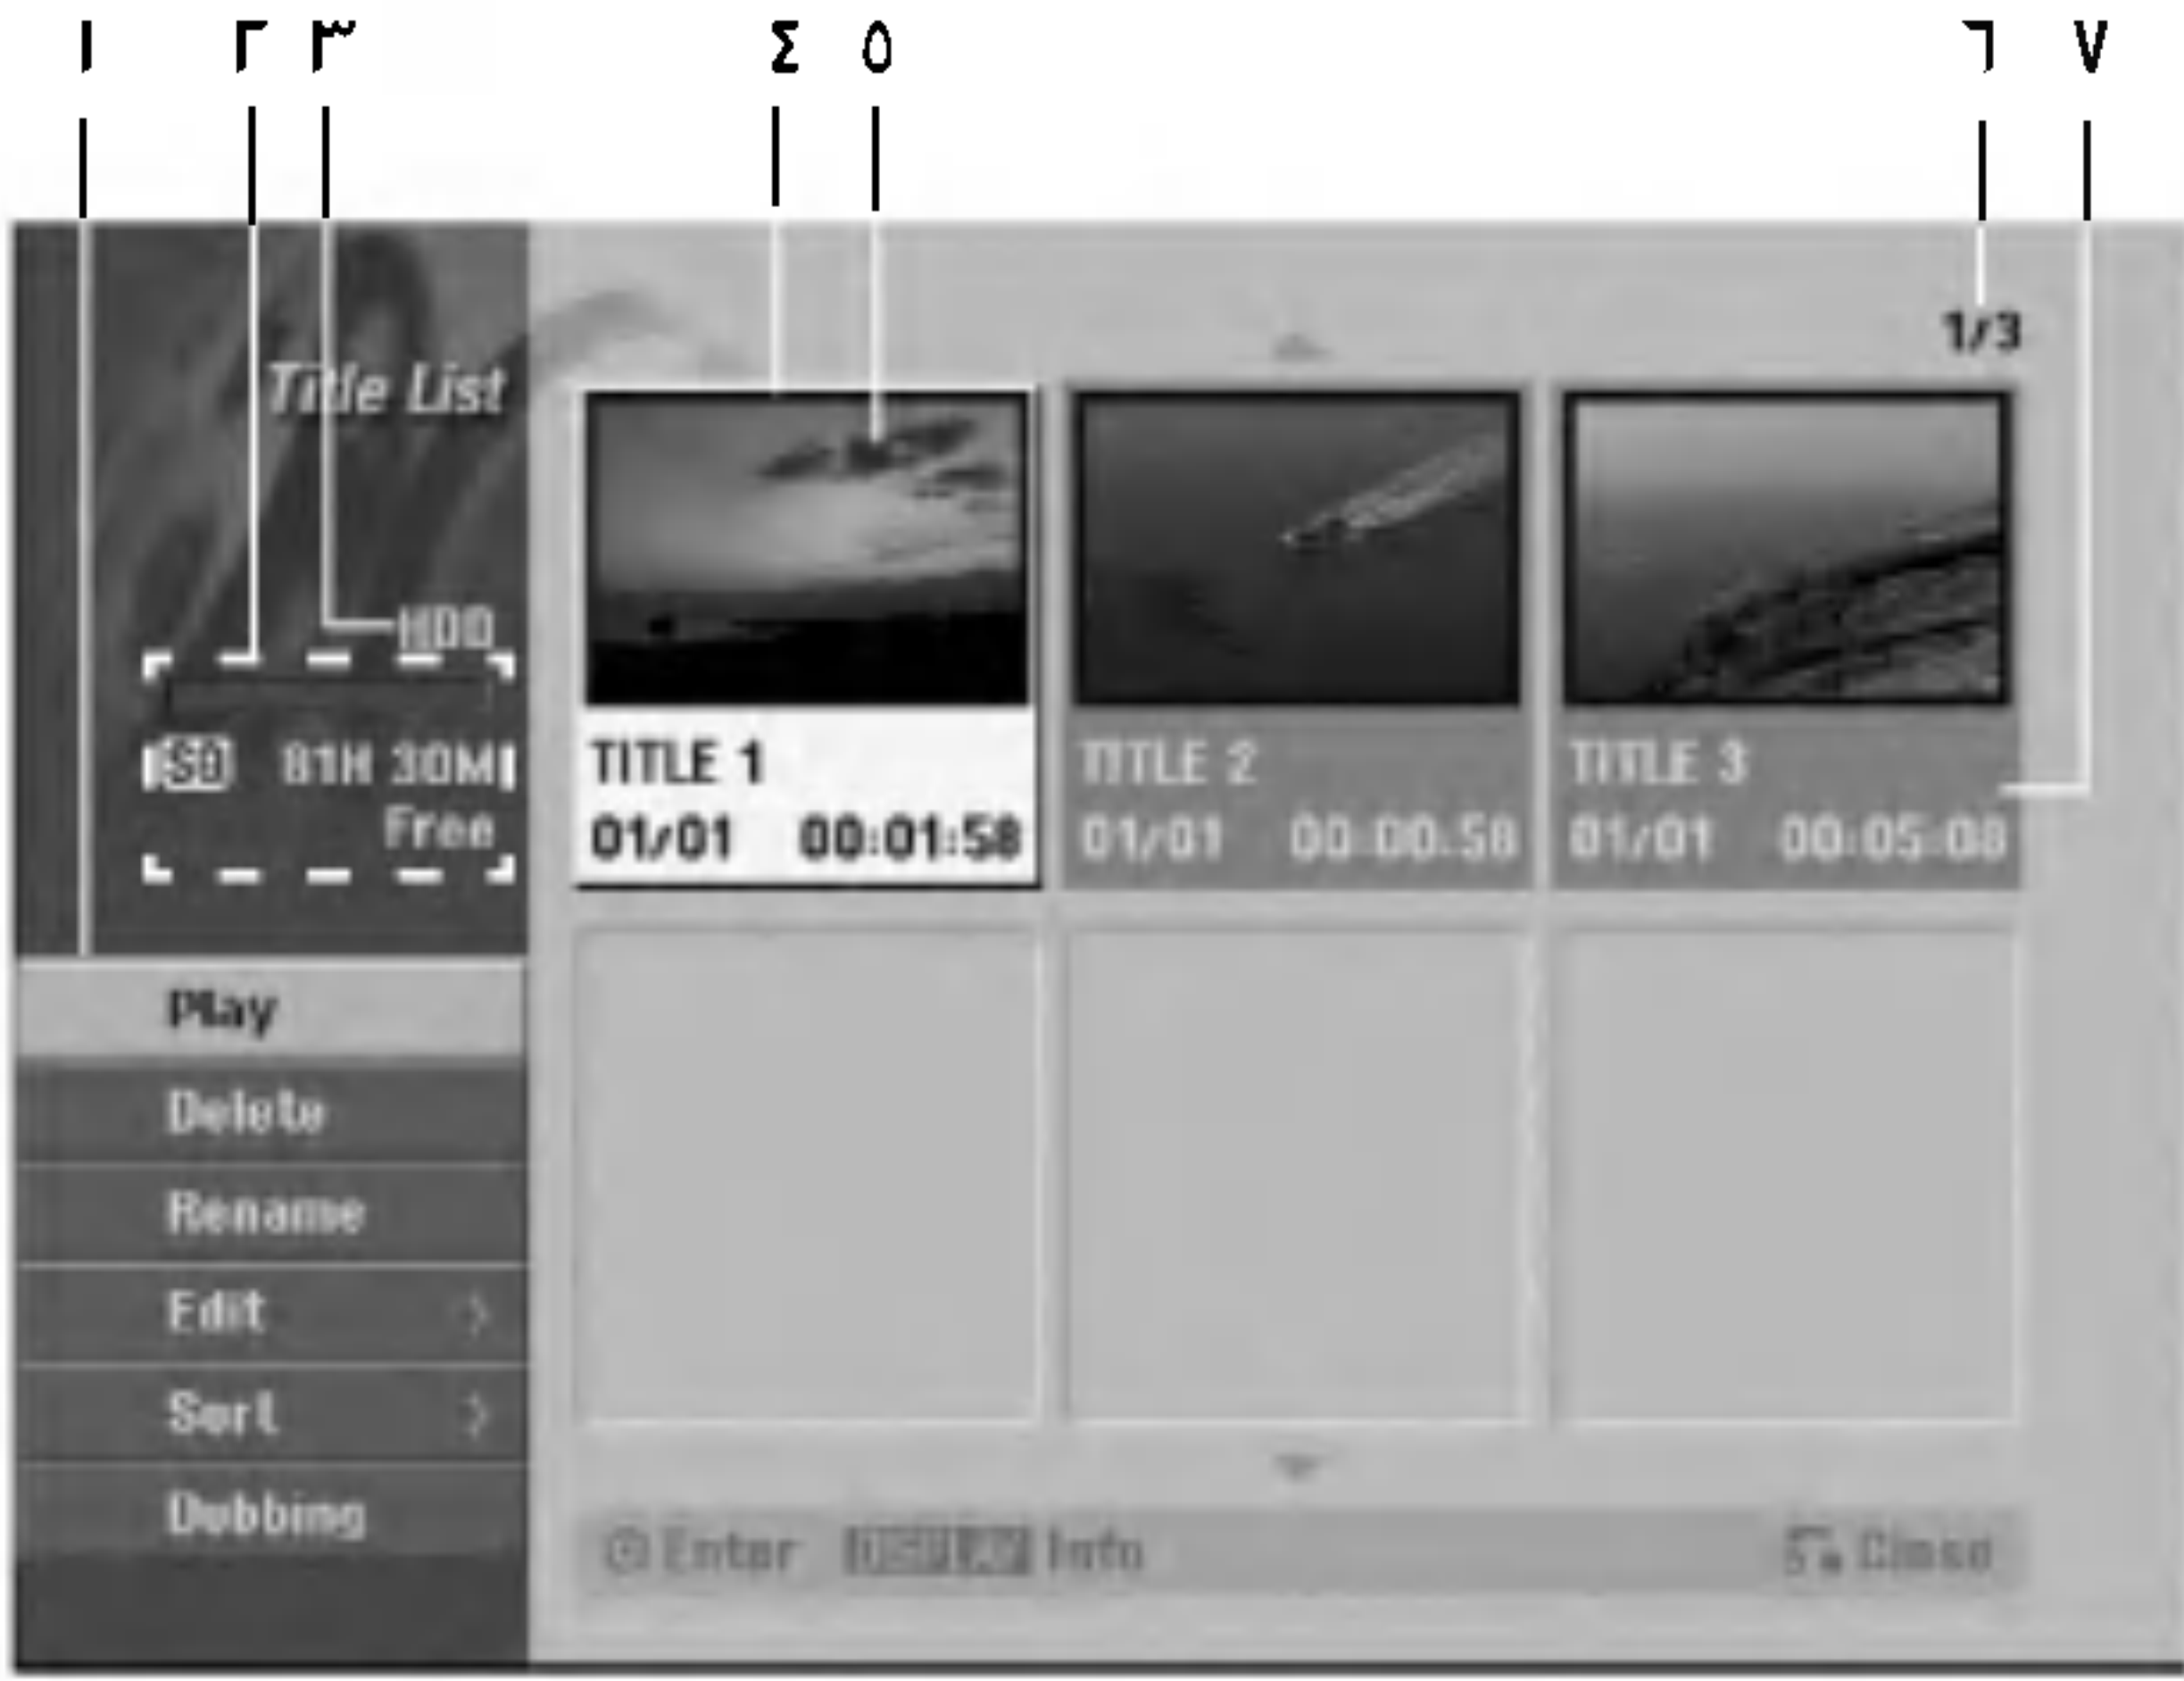 ١ ٢ ٣ ٤ ٥ ٦ ٧
1/3
Title List
HDD
81H 30M
Free
TITLE 1
01/01 00:01:58
TITLE 2
01/01 00:00:58
TITLE 3
01/01 00:05:08
Play
Delete
Rename
Edit
Sort
Dubbing
Enter
Info
Close